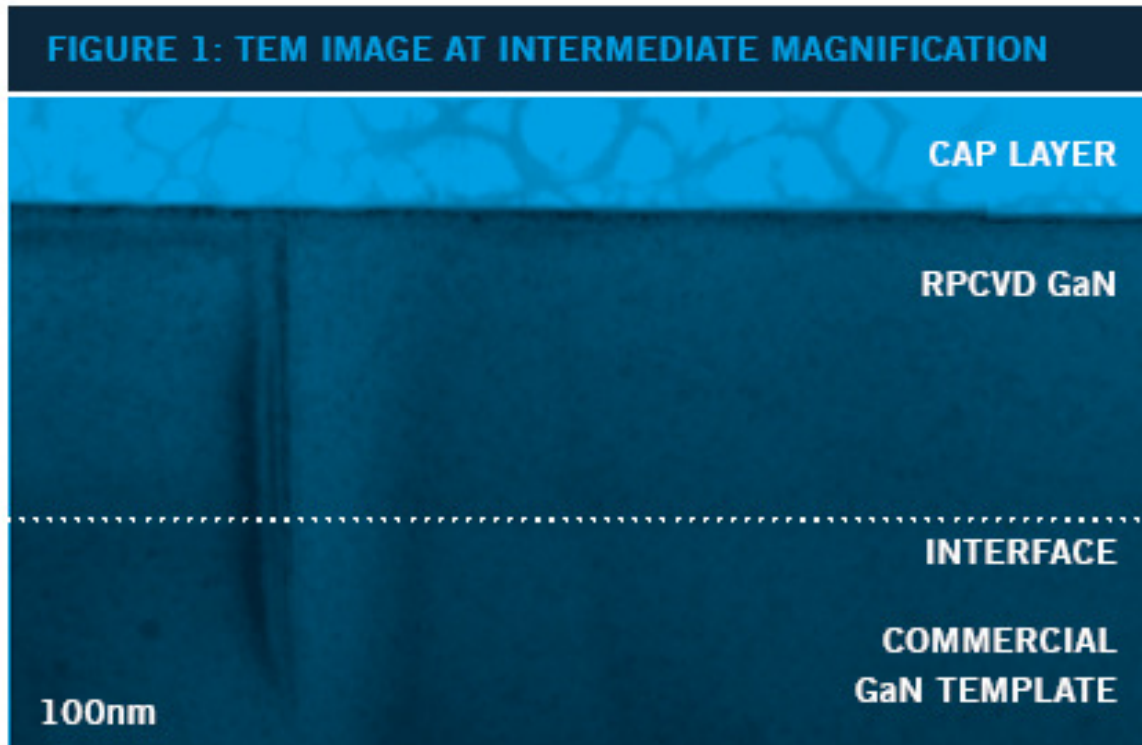 FIGURE 1: TEM IMAGE AT INTERMEDIATE MAGNIFICATION
CAP LAYER
RPCVD GaN
INTERFACE
COMMERCIAL
GaN TEMPLATE
100nm